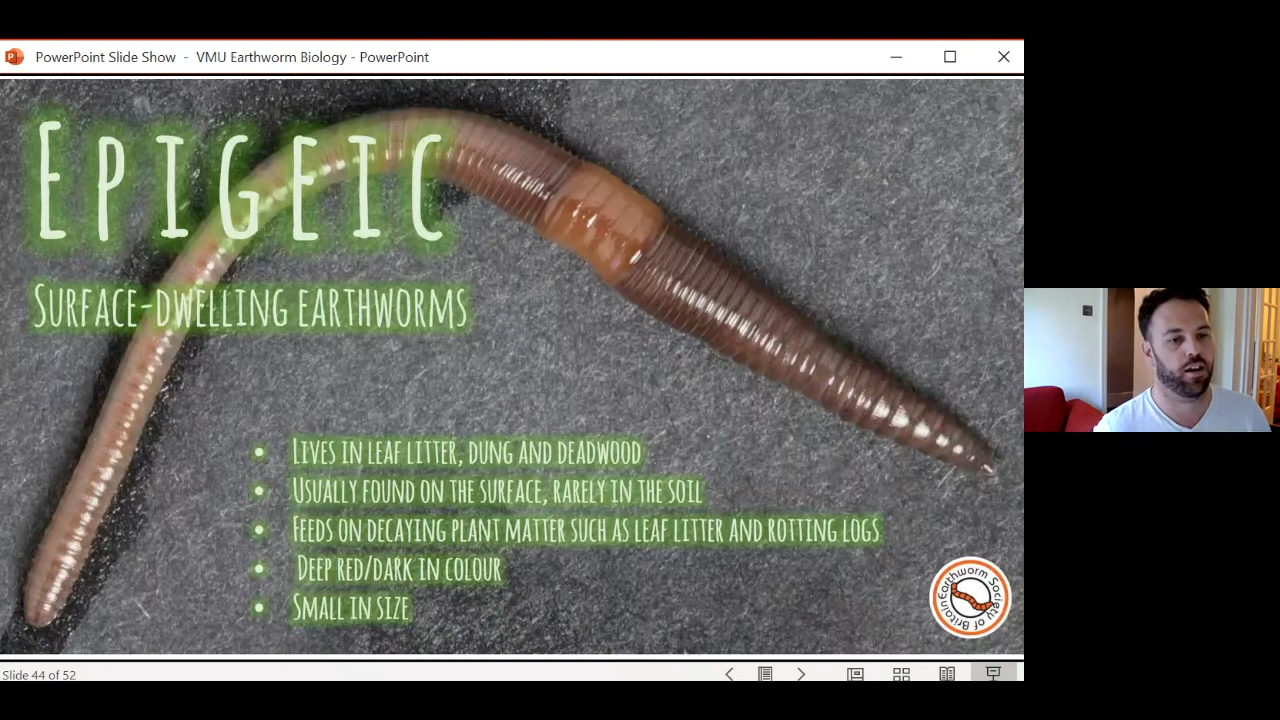 PowerPoint Slide Show - VMU Earthworm Biology - PowerPoint
EPIGEIC
SURFACE-DWELLING EARTHWORMS
• LIVES IN LEAF LITTER, DUNG AND DEADWOOD
• USUALLY FOUND ON THE SURFACE, RARELY IN THE SOIL
• FEEDS ON DECAYING PLANT MATTER SUCH AS LEAF LITTER AND ROTTING LOGS
• DEEP RED/DARK IN COLOUR
• SMALL IN SIZE
Earthworm Society of Britain
Slide 44 of 52